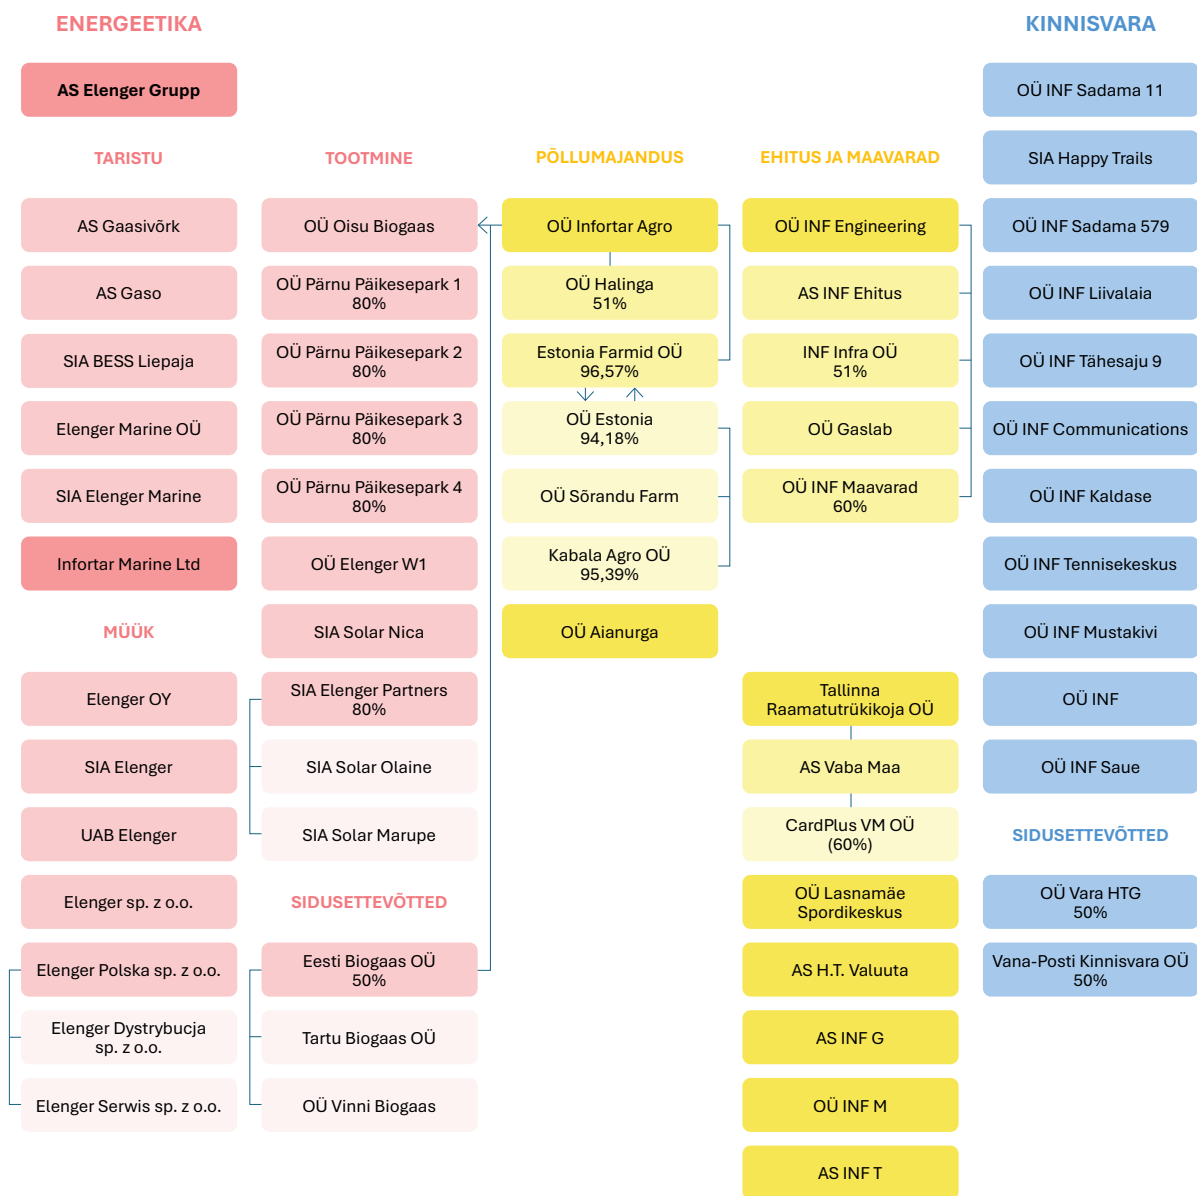 ENERGEETIKA
AS Elenger Grupp
TARISTU
AS Gaasivõrk
AS Gaso
SIA BESS Liepaja
Elenger Marine OÜ
SIA Elenger Marine
Infortar Marine Ltd
MÜÜK
Elenger OY
SIA Elenger
UAB Elenger
Elenger sp. z o.o.
Elenger Polska sp. z o.o.
Elenger Dystrybucja
sp. z o.o.
Elenger Serwis sp. z o.o.
TOOTMINE
OÜ Oisu Biogaas
OÜ Pärnu Päikesepark 1
80%
OÜ Pärnu Päikesepark 2
80%
OÜ Pärnu Päikesepark 3
80%
OÜ Pärnu Päikesepark 4
80%
OÜ Elenger W1
SIA Solar Nica
SIA Elenger Partners
80%
SIA Solar Olaine
SIA Solar Marupe
SIDUSETTEVÕTTED
Eesti Biogaas OÜ
50%
Tartu Biogaas OÜ
OÜ Vinni Biogaas
PÕLLUMAJANDUS
OÜ Infortar Agro
OÜ Halinga
51%
Estonia Farmid OÜ
96,57%
OÜ Estonia
94,18%
OÜ Sõrandu Farm
Kabala Agro OÜ
95,39%
OÜ Aianurga
EHITUS JA MAAVARAD
OÜ INF Engineering
AS INF Ehitus
INF Infra OÜ
51%
OÜ Gaslab
OÜ INF Maavarad
60%
Tallinna
Raamatutrükikoja OÜ
AS Vaba Maa
CardPlus VM OÜ
(60%)
OÜ Lasnamäe
Spordikeskus
AS H.T. Valuuta
AS INF G
OÜ INF M
AS INF T
KINNISVARA
OÜ INF Sadama 11
SIA Happy Trails
OÜ INF Sadama 579
OÜ INF Liivalaia
OÜ INF Tähesaju 9
OÜ INF Communications
OÜ INF Kaldase
OÜ INF Tennisekeskus
OÜ INF Mustakivi
OÜ INF
OÜ INF Saue
SIDUSETTEVÕTTED
OÜ Vara HTG
50%
Vana-Posti Kinnisvara OÜ
50%